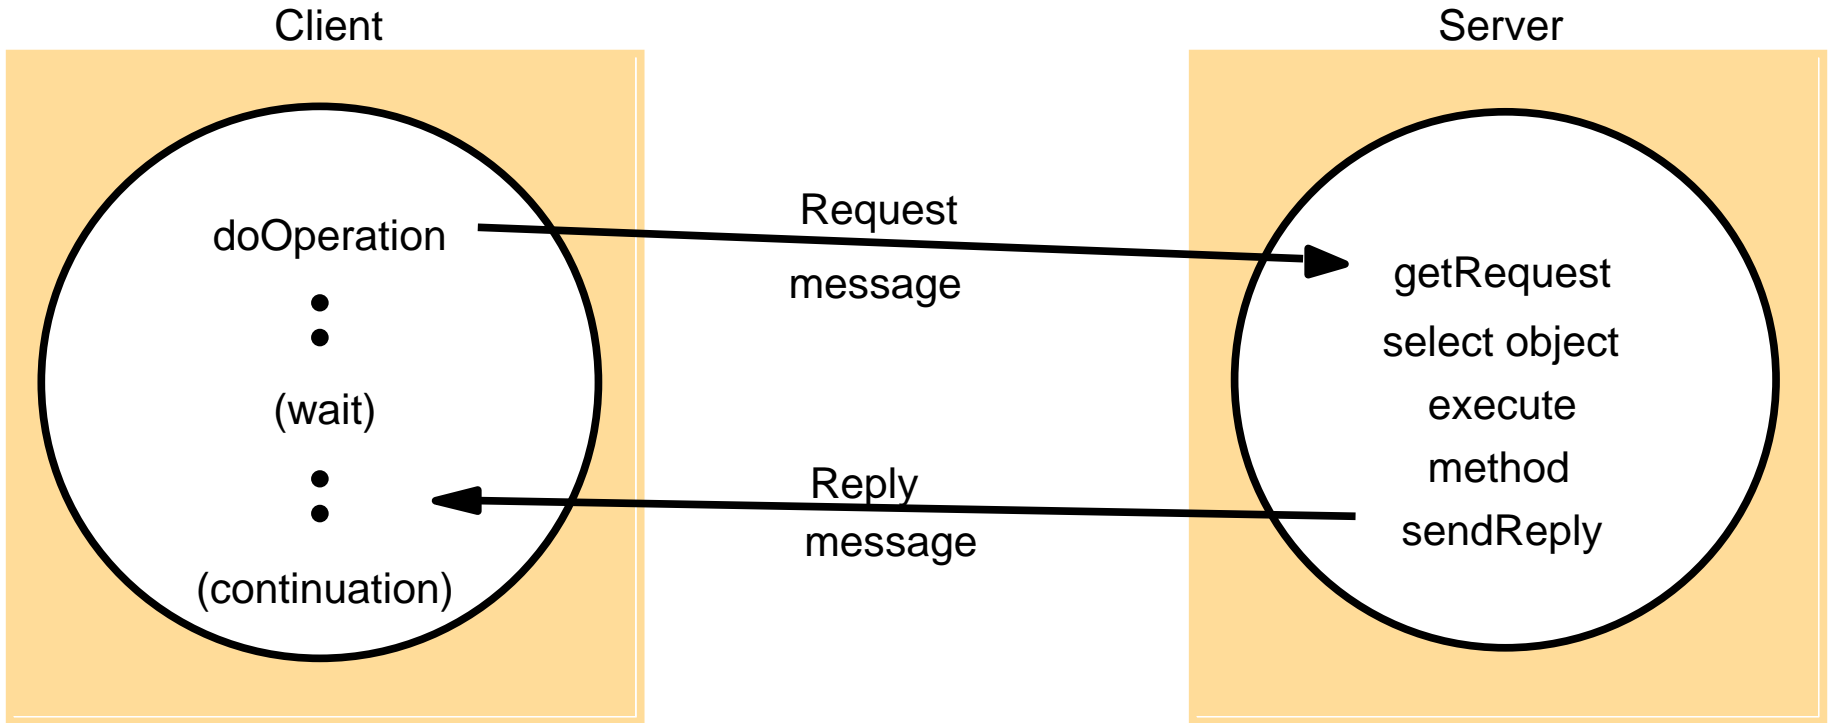 Client
Server
doOperation
(wait)
(continuation)
Request
message
Reply
message
getRequest
select object
execute
method
sendReply